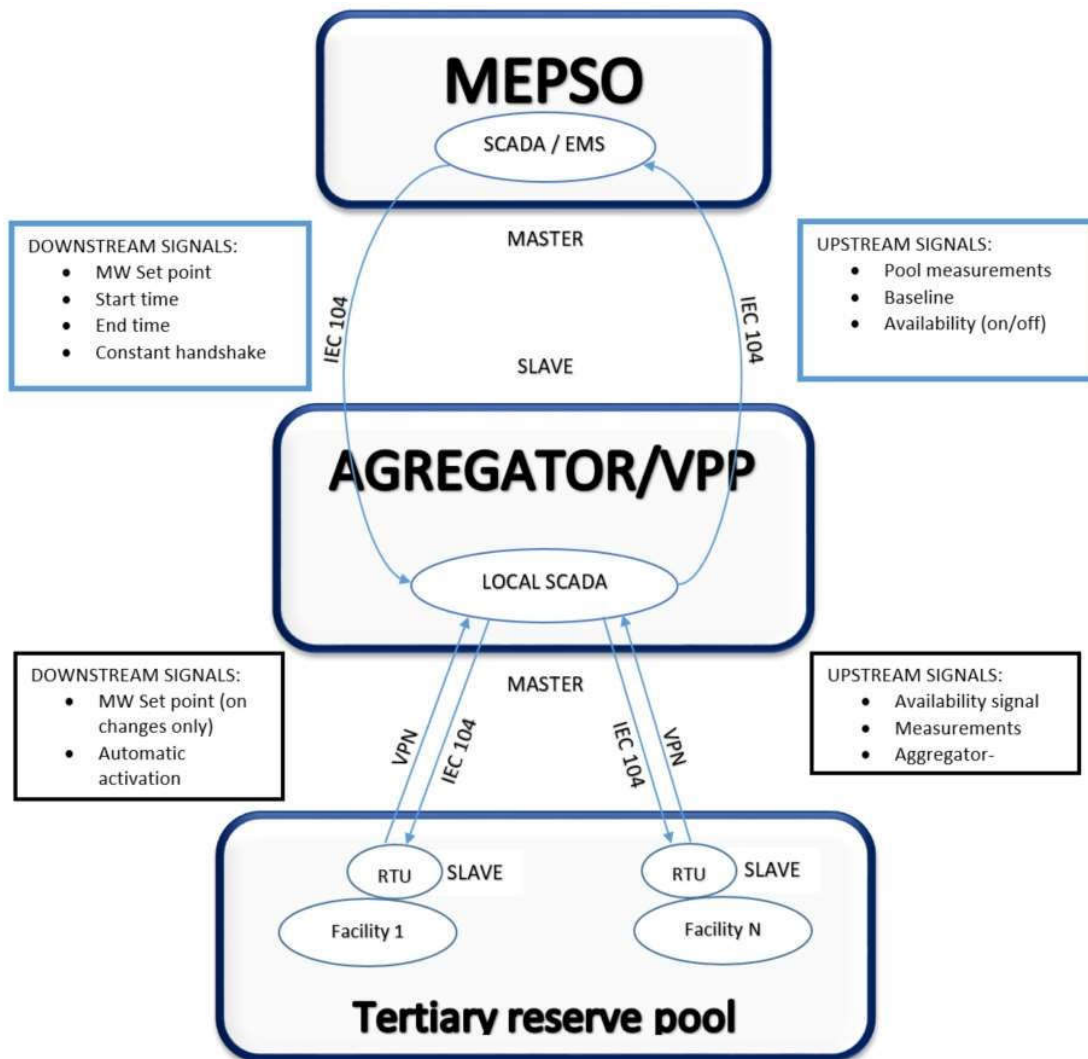 MEPSO
SCADA / EMS
MASTER
DOWNSTREAM SIGNALS:
• MW Set point
• Start time
• End time
• Constant handshake
IEC 104
IEC 104
UPSTREAM SIGNALS:
• Pool measurements
• Baseline
• Availability (on/off)
SLAVE
AGREGATOR/VPP
LOCAL SCADA
MASTER
DOWNSTREAM SIGNALS:
• MW Set point (on
changes only)
• Automatic
activation
VPN
IEC 104
IEC 104
VPN
UPSTREAM SIGNALS:
• Availability signal
• Measurements
• Aggregator-
RTU
SLAVE
Facility 1
RTU
SLAVE
Facility N
Tertiary reserve pool